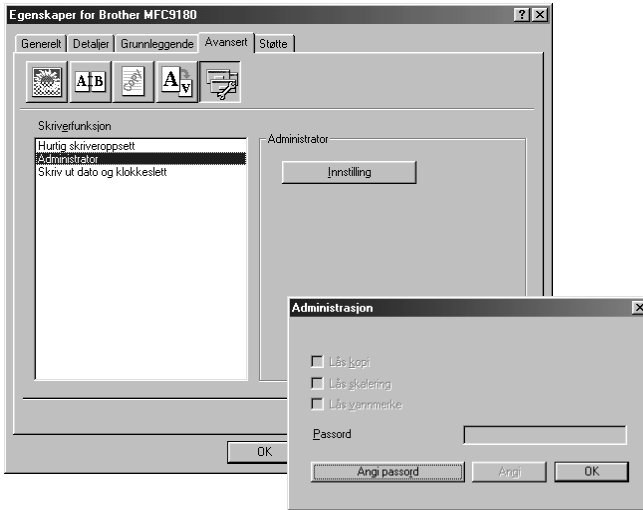 Egenskaper for Brother MFC9180
Generelt
Detaljer
Grunnleggende
Avansert
Støtte
Skriverfunksjon
Hurtig skriveroppsett
Administrator
Skriv ut dato og klokkeslett
Administrator
Innstilling
OK
Administrasjon
Lås kopi
Lås skalering
Lås vannmerke
Passord
Angi passord
Angi
OK